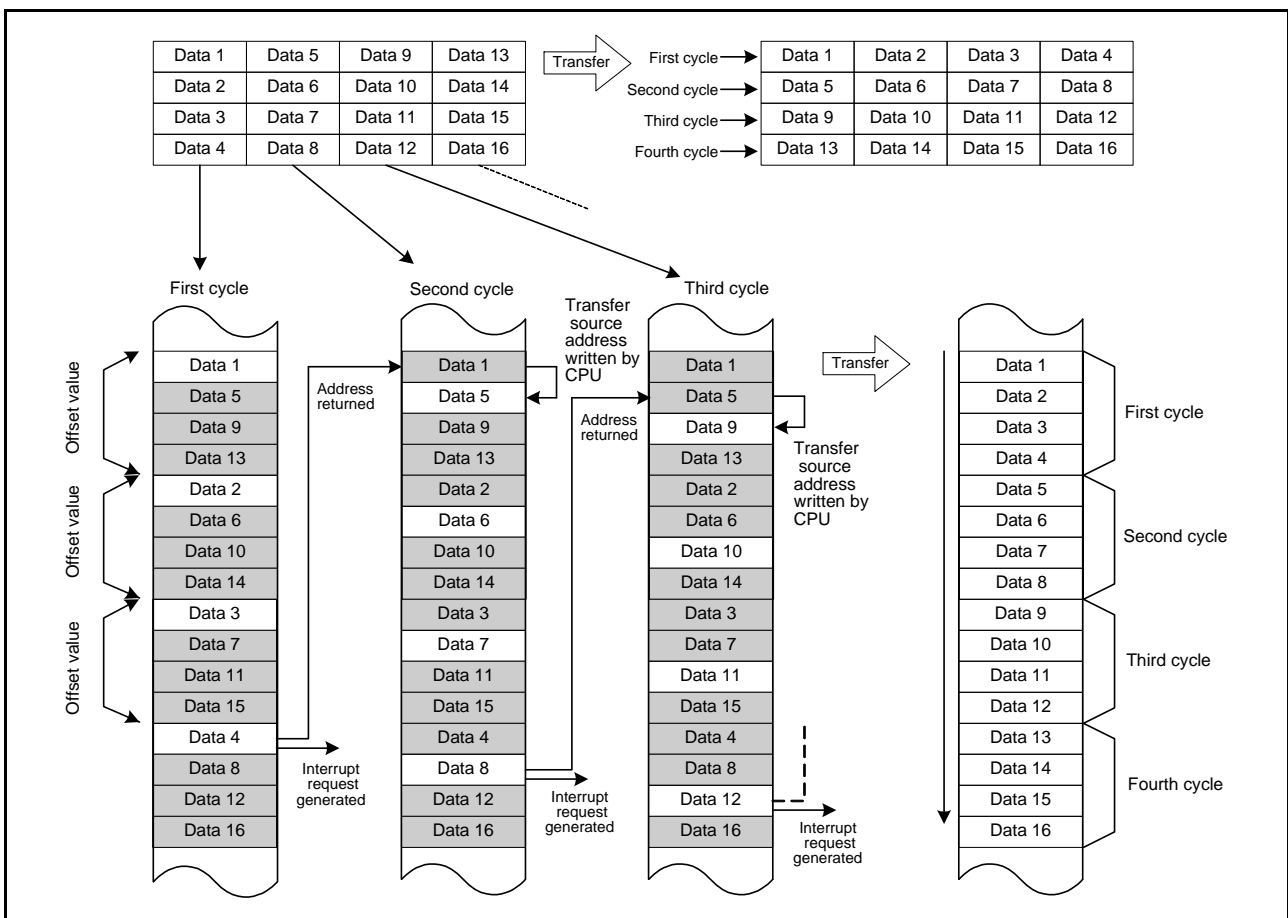 Data 1 Data 5 Data 9 Data 13
Data 2 Data 6 Data 10 Data 14
Data 3 Data 7 Data 11 Data 15
Data 4 Data 8 Data 12 Data 16
Transfer
First cycle Data 1 Data 2 Data 3 Data 4
Second cycle Data 5 Data 6 Data 7 Data 8
Third cycle Data 9 Data 10 Data 11 Data 12
Fourth cycle Data 13 Data 14 Data 15 Data 16
First cycle
Offset value
Offset value
Offset value
Data 1
Data 5
Data 9
Data 13
Data 2
Data 6
Data 10
Data 14
Data 3
Data 7
Data 11
Data 15
Data 4
Data 8
Data 12
Data 16
Address
returned
Interrupt
request
generated
Second cycle
Data 1
Data 5
Data 9
Data 13
Data 2
Data 6
Data 10
Data 14
Data 3
Data 7
Data 11
Data 15
Data 4
Data 8
Data 12
Data 16
Transfer
source
address
written by
CPU
Address
returned
Interrupt
request
generated
Third cycle
Data 1
Data 5
Data 9
Data 13
Data 2
Data 6
Data 10
Data 14
Data 3
Data 7
Data 11
Data 15
Data 4
Data 8
Data 12
Data 16
Transfer
source
address
written by
CPU
Interrupt
request
generated
Transfer
Data 1
Data 2
Data 3
Data 4
Data 5
Data 6
Data 7
Data 8
Data 9
Data 10
Data 11
Data 12
Data 13
Data 14
Data 15
Data 16
First cycle
Second cycle
Third cycle
Fourth cycle